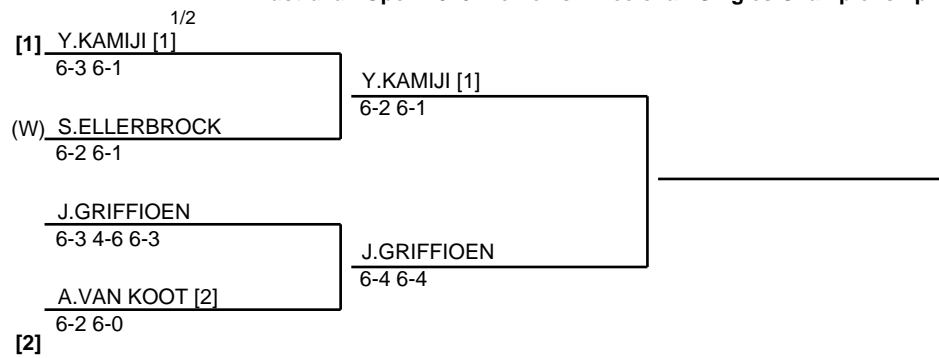 1/2
[1] Y.KAMIJI [1]
6-3 6-1
Y.KAMIJI [1]
6-2 6-1
(W) S.ELLERBROCK
6-2 6-1
J.GRIFFIOEN
6-3 4-6 6-3
J.GRIFFIOEN
6-4 6-4
A.VAN KOOT [2]
6-2 6-0
[2]